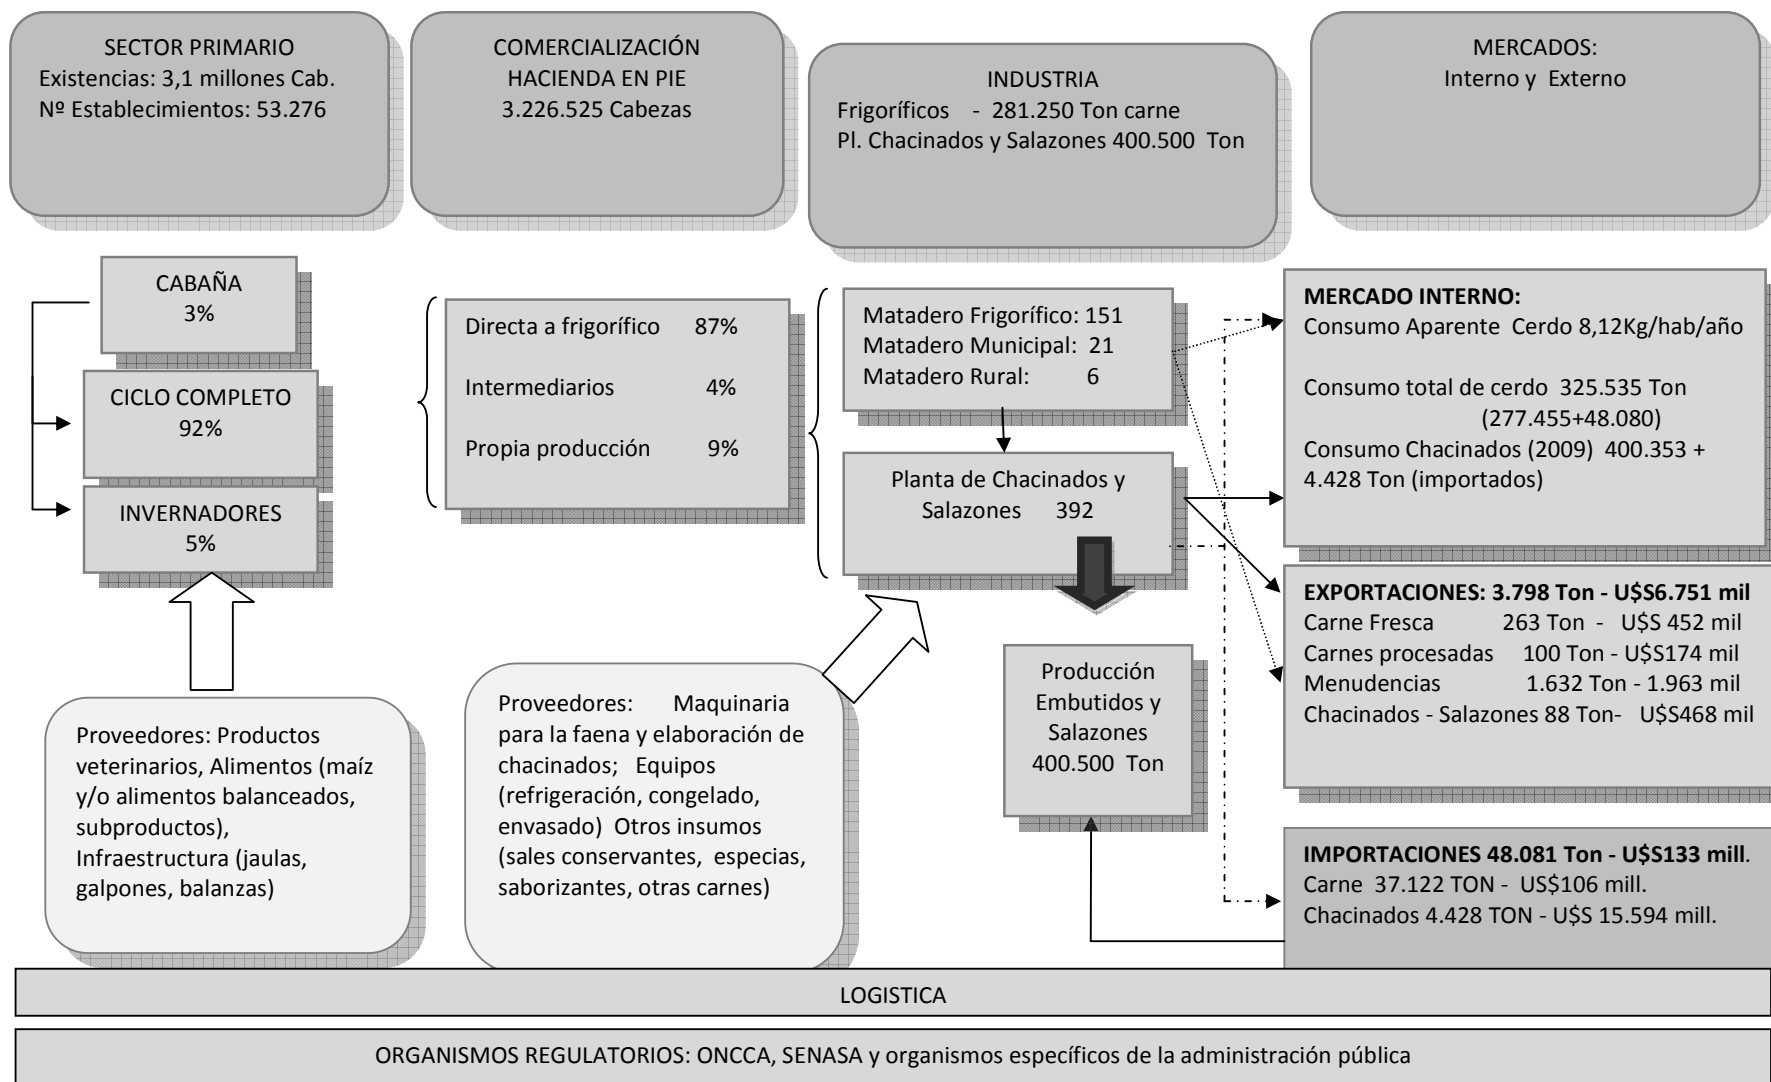 SECTOR PRIMARIO
Existencias: 3,1 millones Cab.
Nº Establecimientos: 53.276
COMERCIALIZACIÓN
HACIENDA EN PIE
3.226.525 Cabezas
INDUSTRIA
Frigoríficos - 281.250 Ton carne
Pl. Chacinados y Salazones 400.500 Ton
MERCADOS:
Interno y Externo
CABAÑA
3%
CICLO COMPLETO
92%
INVERNADORES
5%
Directa a frigorífico 87%
Intermediarios 4%
Propia producción 9%
Matadero Frigorífico: 151
Matadero Municipal: 21
Matadero Rural: 6
Planta de Chacinados y
Salazones 392
MERCADO INTERNO:
Consumo Aparente Cerdo 8,12Kg/hab/año
Consumo total de cerdo 325.535 Ton
(277.455+48.080)
Consumo Chacinados (2009) 400.353 +
4.428 Ton (importados)
EXPORTACIONES: 3.798 Ton - U$S6.751 mil
Carne Fresca 263 Ton - U$S 452 mil
Carnes procesadas 100 Ton - U$S174 mil
Menudencias 1.632 Ton - 1.963 mil
Chacinados - Salazones 88 Ton- U$S468 mil
Proveedores: Productos
veterinarios, Alimentos (maíz
y/o alimentos balanceados,
subproductos),
Infraestructura (jaulas,
galpones, balanzas)
Proveedores: Maquinaria
para la faena y elaboración de
chacinados; Equipos
(refrigeración, congelado,
envasado) Otros insumos
(sales conservantes, especias,
saborizantes, otras carnes)
Producción
Embutidos y
Salazones
400.500 Ton
IMPORTACIONES 48.081 Ton - U$S133 mill.
Carne 37.122 TON - US$106 mill.
Chacinados 4.428 TON - U$S 15.594 mill.
LOGISTICA
ORGANISMOS REGULATORIOS: ONCCA, SENASA y organismos específicos de la administración pública